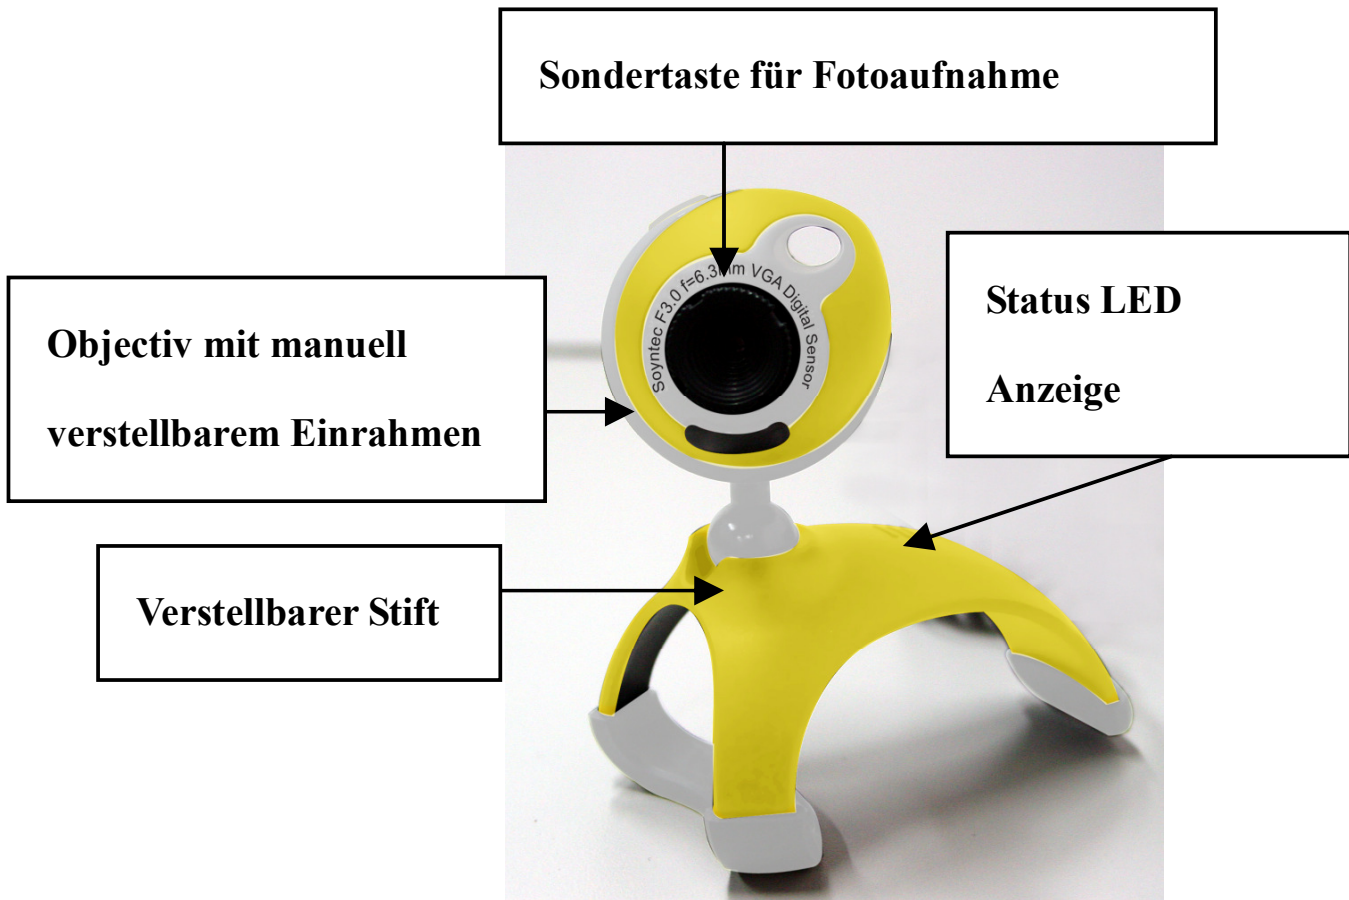 Sondertaste für Fotoaufnahme
Status LED
Anzeige
Objectiv mit manuell
verstellbarem Einrahmen
Verstellbarer Stift
Soyntec F3.0 f=6.3mm VGA Digital Sensor